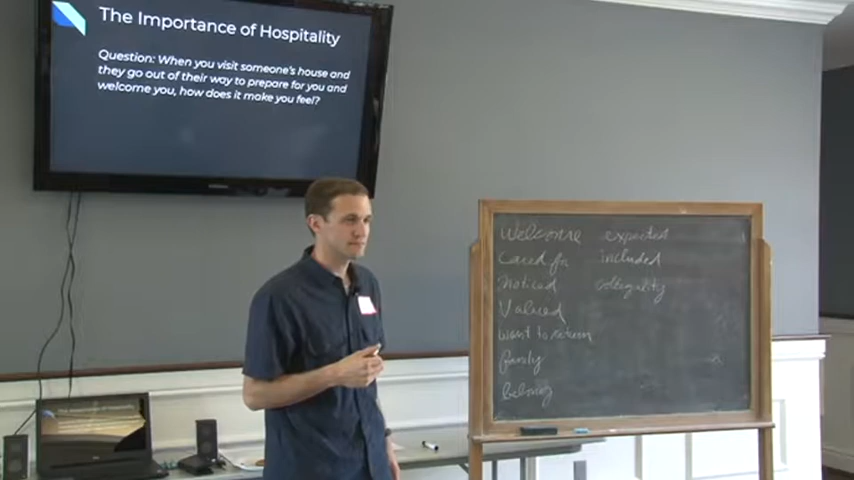 The Importance of Hospitality
Question: When you visit someone's house and
they go out of their way to prepare for you and
welcome you, how does it make you feel?
Welcome
Cared for
Noticed
Valued
want to return
family
belong
expected
included